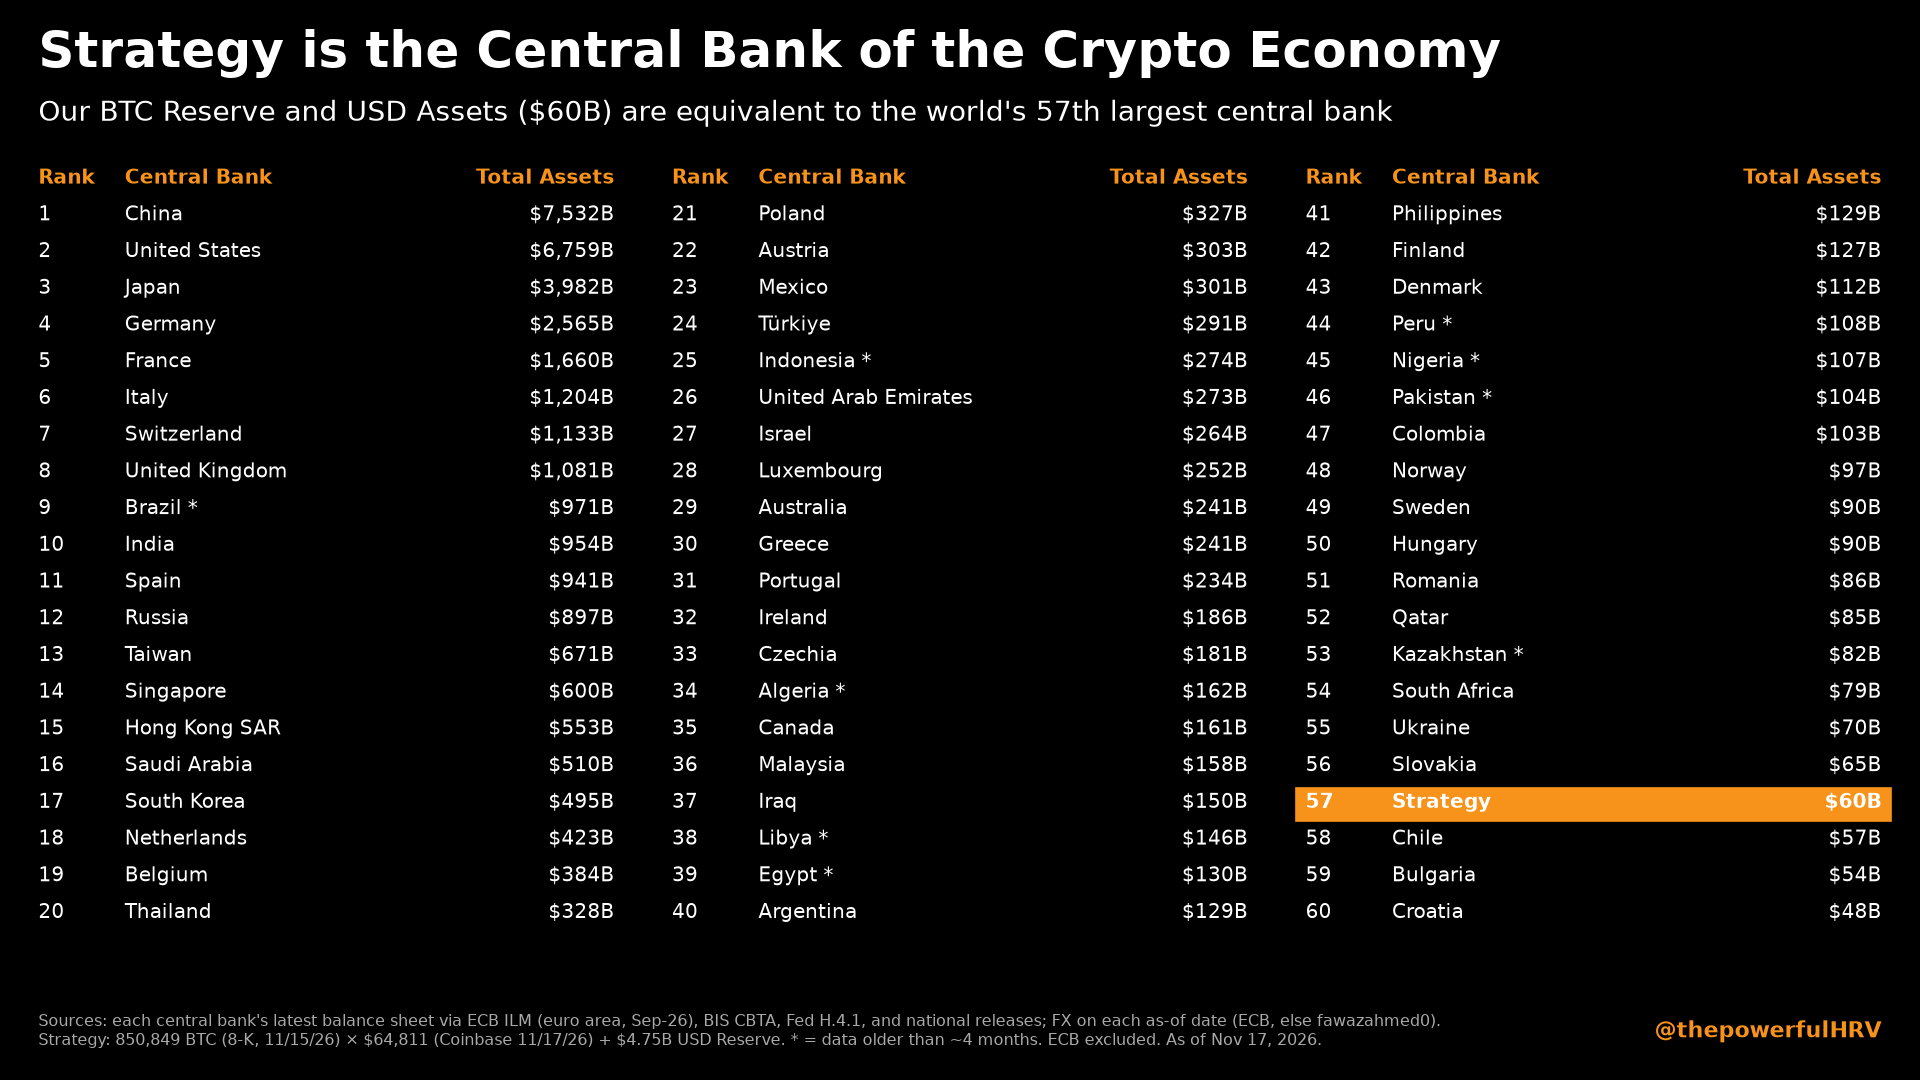 Strategy is the Central Bank of the Crypto Economy
Our BTC Reserve and USD Assets ($60B) are equivalent to the world's 57th largest central bank
Rank Central Bank Total Assets
1 China $7,532B
2 United States $6,759B
3 Japan $3,982B
4 Germany $2,565B
5 France $1,660B
6 Italy $1,204B
7 Switzerland $1,133B
8 United Kingdom $1,081B
9 Brazil * $971B
10 India $954B
11 Spain $941B
12 Russia $897B
13 Taiwan $671B
14 Singapore $600B
15 Hong Kong SAR $553B
16 Saudi Arabia $510B
17 South Korea $495B
18 Netherlands $423B
19 Belgium $384B
20 Thailand $328B
Rank Central Bank Total Assets
21 Poland $327B
22 Austria $303B
23 Mexico $301B
24 Türkiye $291B
25 Indonesia * $274B
26 United Arab Emirates $273B
27 Israel $264B
28 Luxembourg $252B
29 Australia $241B
30 Greece $241B
31 Portugal $234B
32 Ireland $186B
33 Czechia $181B
34 Algeria * $162B
35 Canada $161B
36 Malaysia $158B
37 Iraq $150B
38 Libya * $146B
39 Egypt * $130B
40 Argentina $129B
Rank Central Bank Total Assets
41 Philippines $129B
42 Finland $127B
43 Denmark $112B
44 Peru * $108B
45 Nigeria * $107B
46 Pakistan * $104B
47 Colombia $103B
48 Norway $97B
49 Sweden $90B
50 Hungary $90B
51 Romania $86B
52 Qatar $85B
53 Kazakhstan * $82B
54 South Africa $79B
55 Ukraine $70B
56 Slovakia $65B
57 Strategy $60B
58 Chile $57B
59 Bulgaria $54B
60 Croatia $48B
Sources: each central bank's latest balance sheet via ECB ILM (euro area, Sep-26), BIS CBTA, Fed H.4.1, and national releases; FX on each as-of date (ECB, else fawazahmed0).
Strategy: 850,849 BTC (8-K, 11/15/26) × $64,811 (Coinbase 11/17/26) + $4.75B USD Reserve. * = data older than ~4 months. ECB excluded. As of Nov 17, 2026.
@thepowerfulHRV